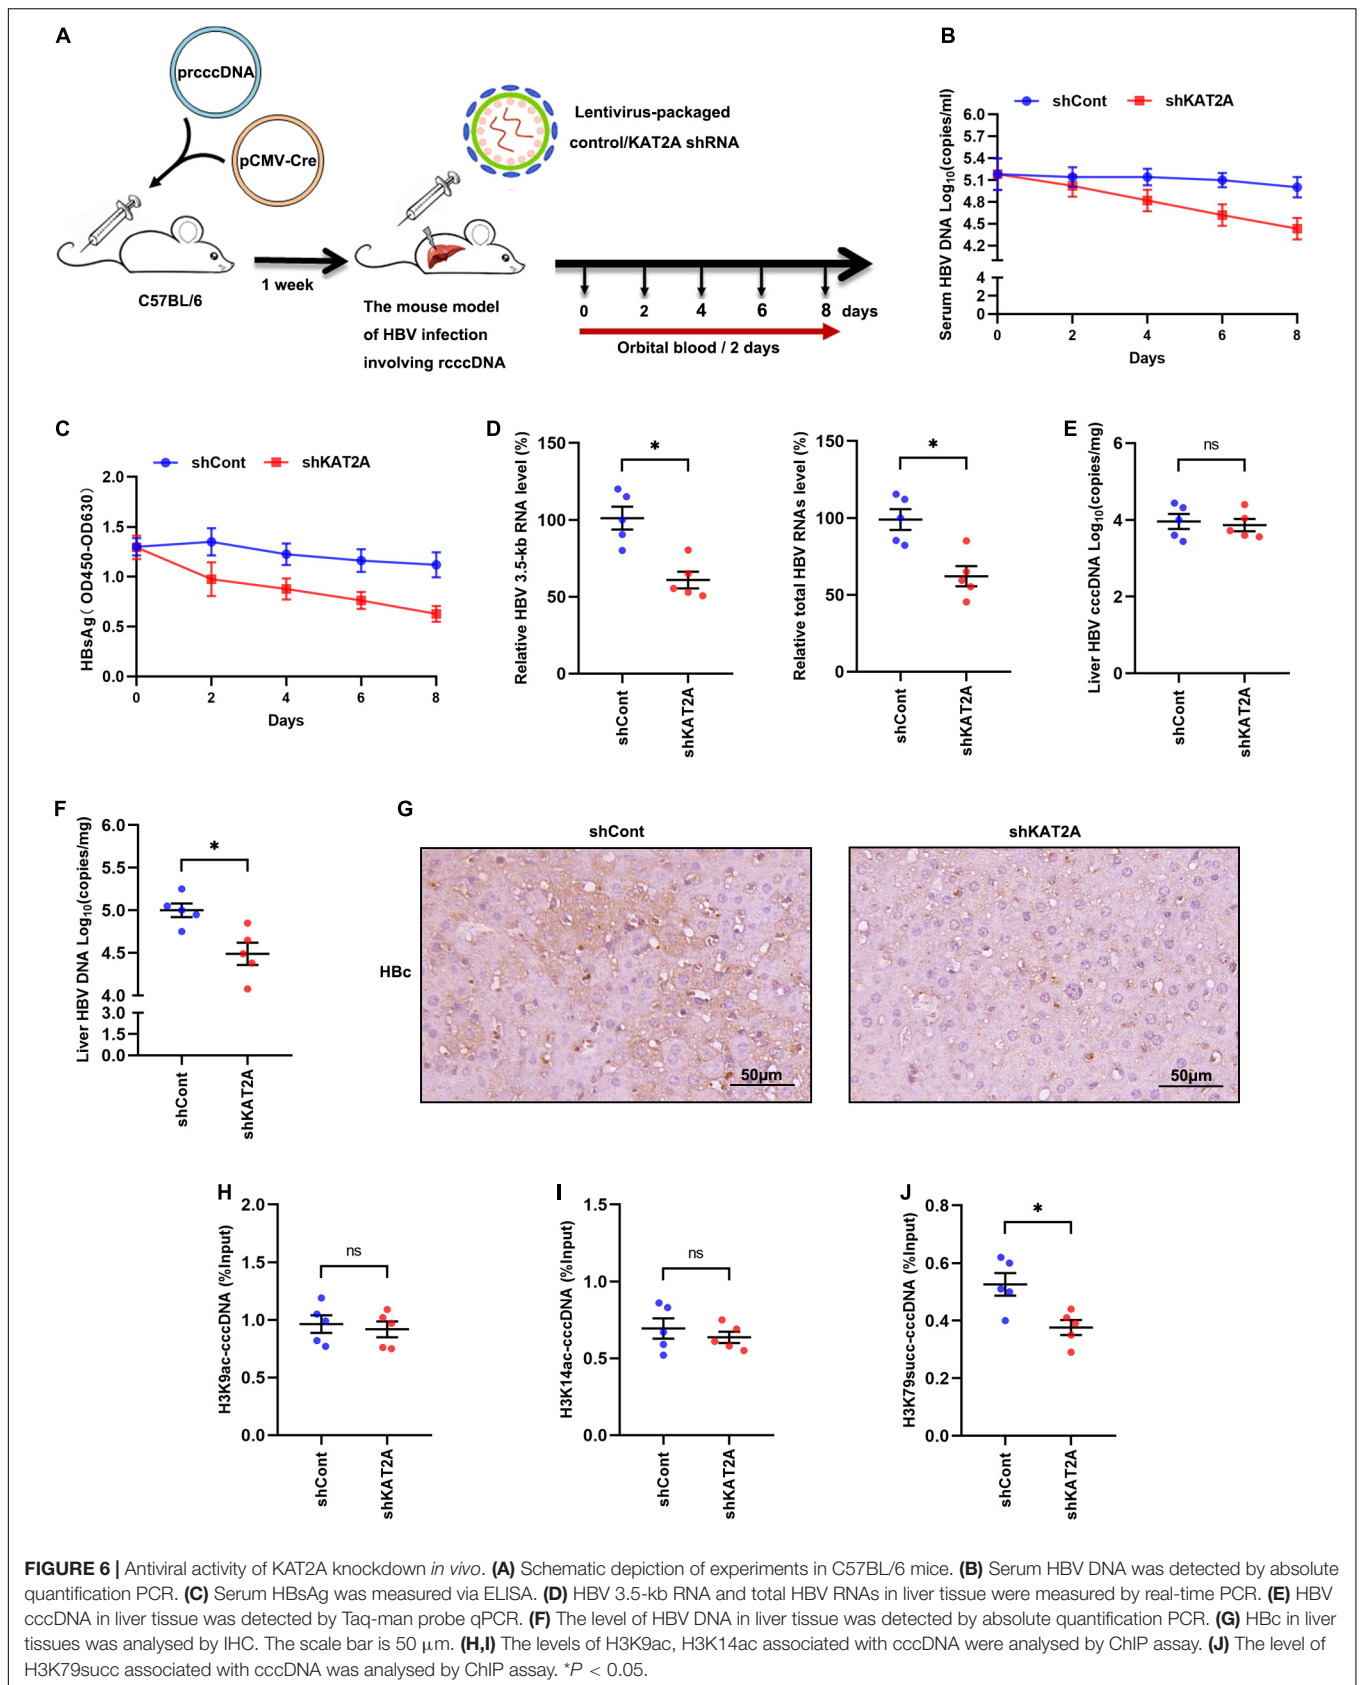 A
prcccDNA
pCMV-Cre
C57BL/6
1 week
Lentivirus-packaged
control/KAT2A shRNA
The mouse model
of HBV infection
involving rcccDNA
0 2 4 6 8 days
Orbital blood / 2 days
B
shCont shKAT2A
Serum HBV DNA Log10(copies/ml)
6.0
5.7
5.4
5.1
4.8
4.5
4.2
4
2
0
0 2 4 6 8
Days
C
shCont shKAT2A
HBsAg（OD450-OD630）
2.0
1.5
1.0
0.5
0.0
0 2 4 6 8
Days
D
Relative HBV 3.5-kb RNA level (%)
150
100
50
0
*
shCont
shKAT2A
Relative total HBV RNAs level (%)
150
100
50
0
*
shCont
shKAT2A
E
Liver HBV cccDNA Log10(copies/mg)
6
4
2
0
ns
shCont
shKAT2A
F
Liver HBV DNA Log10(copies/mg)
6.0
5.5
5.0
4.5
4.0
3.0
1.5
0.0
*
shCont
shKAT2A
G
shCont
shKAT2A
HBc
50μm
50μm
H
H3K9ac-cccDNA (%Input)
2.0
1.5
1.0
0.5
0.0
ns
shCont
shKAT2A
I
H3K14ac-cccDNA (%Input)
1.5
1.0
0.5
0.0
ns
shCont
shKAT2A
J
H3K79succ-cccDNA (%Input)
0.8
0.6
0.4
0.2
0.0
*
shCont
shKAT2A
FIGURE 6 | Antiviral activity of KAT2A knockdown in vivo. (A) Schematic depiction of experiments in C57BL/6 mice. (B) Serum HBV DNA was detected by absolute
quantification PCR. (C) Serum HBsAg was measured via ELISA. (D) HBV 3.5-kb RNA and total HBV RNAs in liver tissue were measured by real-time PCR. (E) HBV
cccDNA in liver tissue was detected by Taq-man probe qPCR. (F) The level of HBV DNA in liver tissue was detected by absolute quantification PCR. (G) HBc in liver
tissues was analysed by IHC. The scale bar is 50 μm. (H,I) The levels of H3K9ac, H3K14ac associated with cccDNA were analysed by ChIP assay. (J) The level of
H3K79succ associated with cccDNA was analysed by ChIP assay. *P < 0.05.